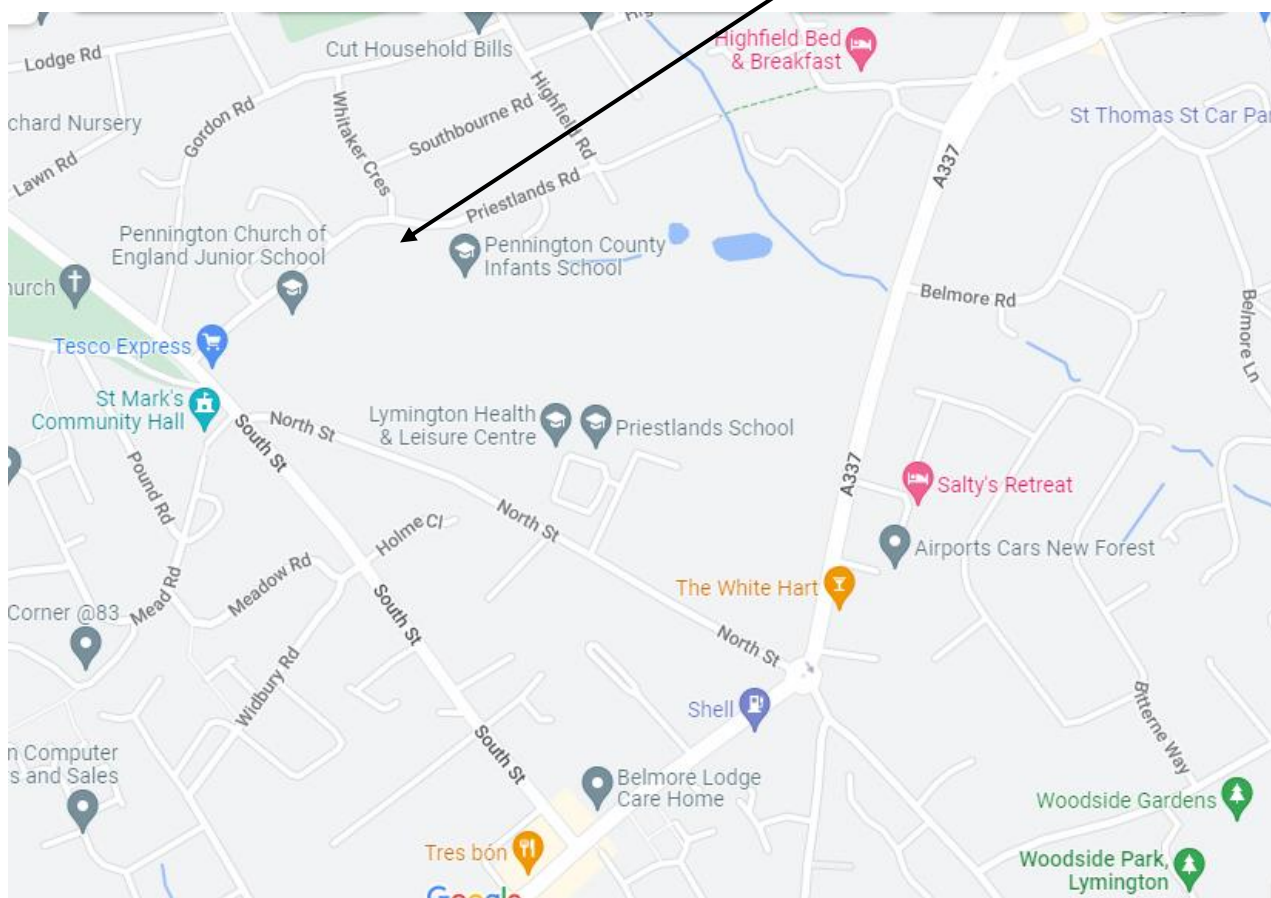 Lodge Rd
Cut Household Bills
Highfield Bed
& Breakfast
St Thomas St Car
chard Nursery
Gordon Rd
Whitaker Cres
Southbourne Rd
Highfield Rd
A337
Lawn Rd
Priestlands Rd
Pennington Church of
England Junior School
Pennington County
Infants School
Belmore Rd
Belmore Ln
urch
Tesco Express
St Mark's
Community Hall
North St
South St
Lymington Health
& Leisure Centre
Priestlands School
Pound Rd
A337
Salty's Retreat
North St
Holme Cl
Airports Cars New Forest
Meadow Rd
Mead Rd
The White Hart
Corner @83
South St
North St
Widbury Rd
Shell
Bitterne Way
South St
n Computer
s and Sales
Belmore Lodge
Care Home
Woodside Gardens
Tres bón
Woodside Park,
Lymington
Google